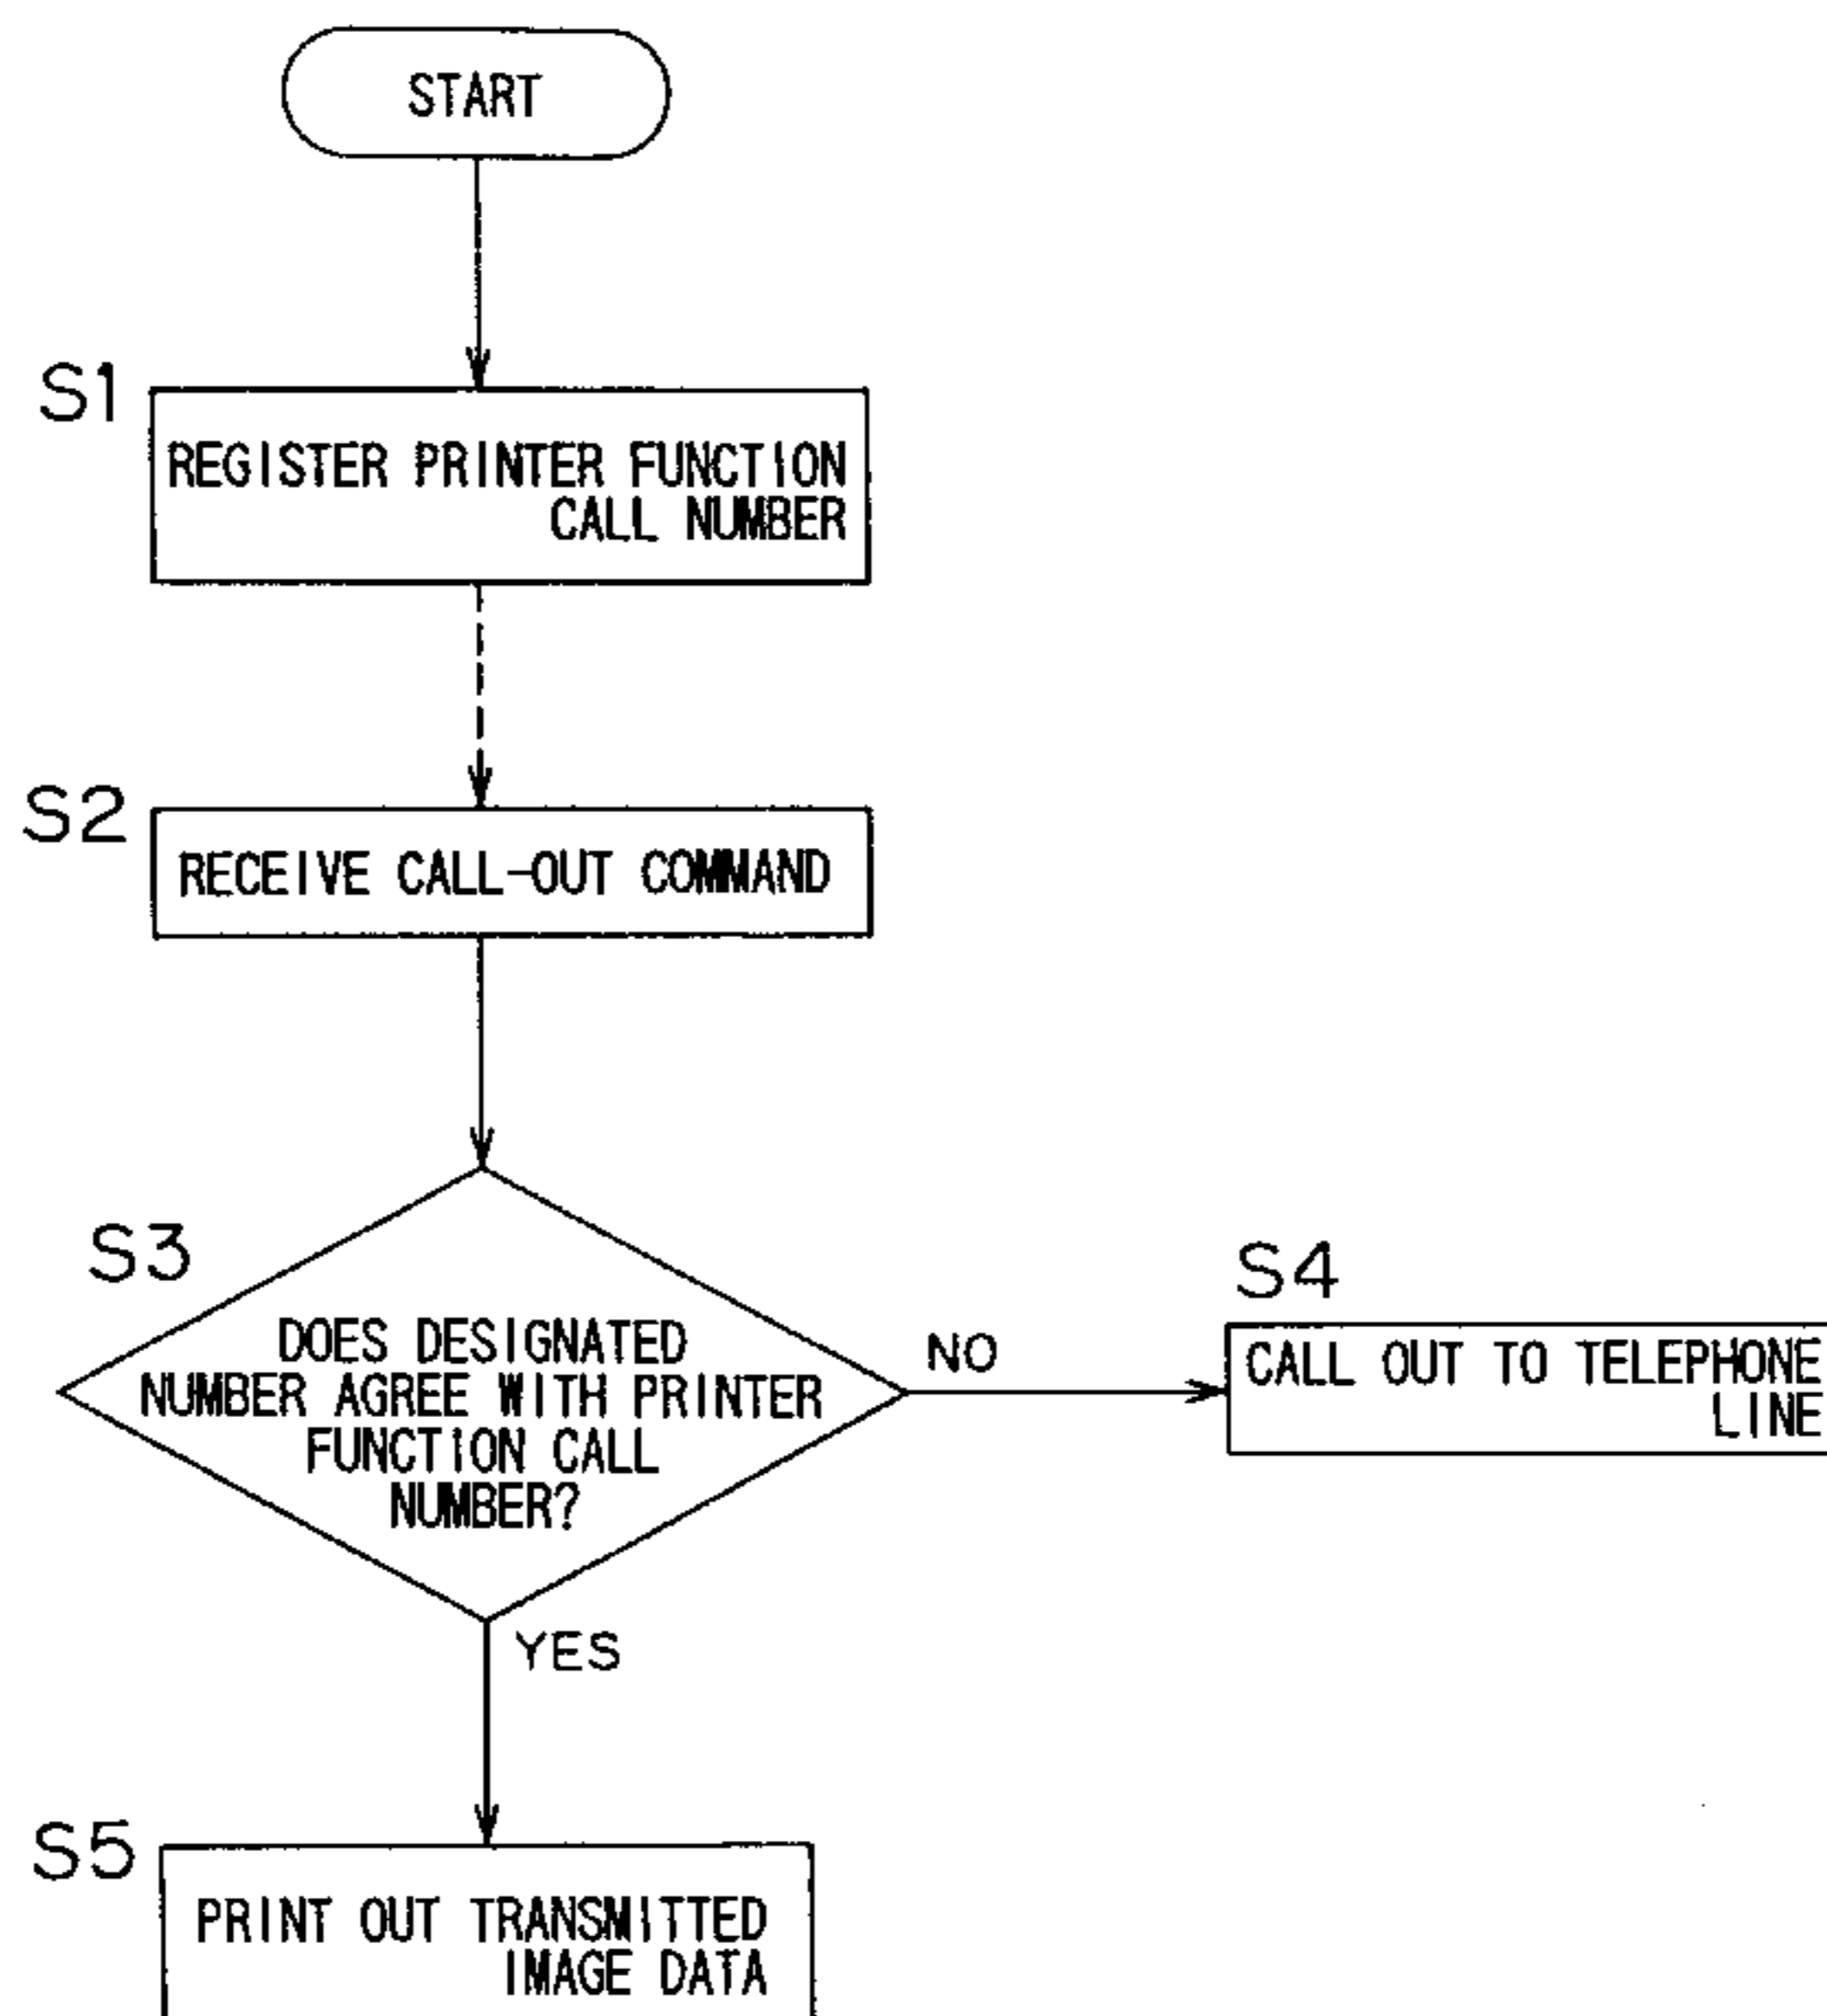 START
S1
REGISTER PRINTER FUNCTION
CALL NUMBER
S2
RECEIVE CALL-OUT COMMAND
S3
DOES DESIGNATED
NUMBER AGREE WITH PRINTER
FUNCTION CALL
NUMBER?
NO
S4
CALL OUT TO TELEPHONE
LINE
YES
S5
PRINT OUT TRANSMITTED
IMAGE DATA